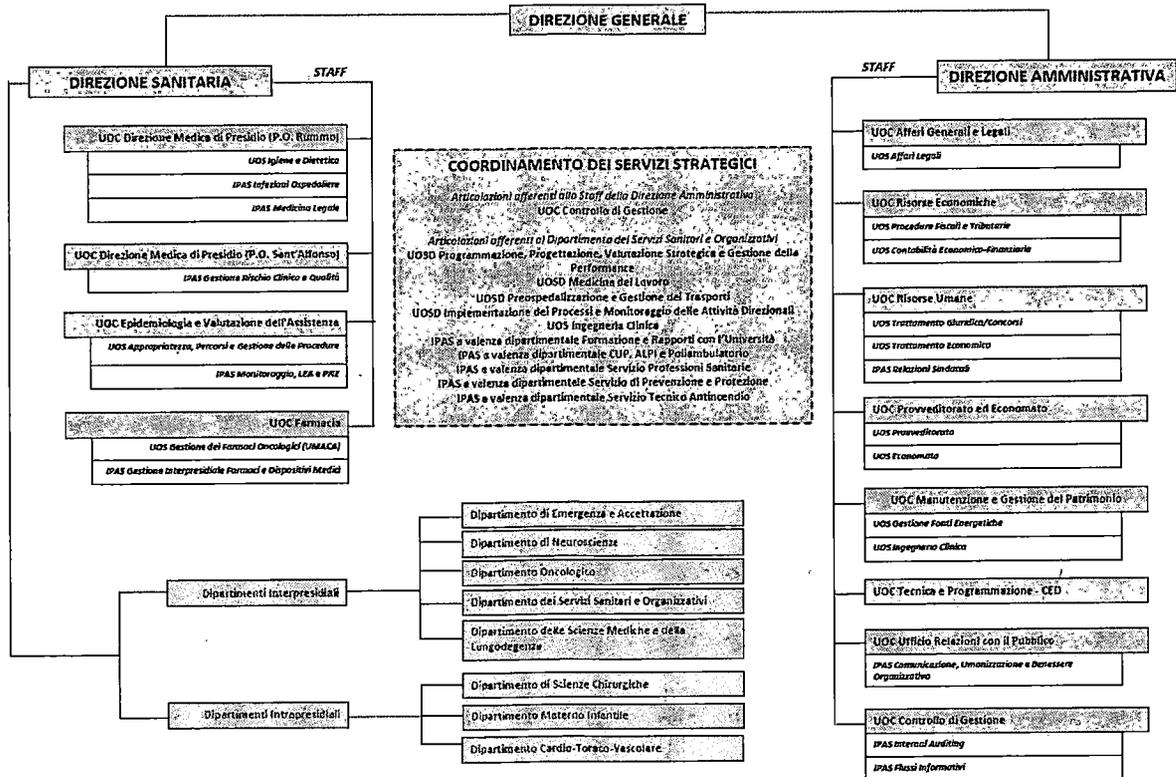 DIREZIONE GENERALE
DIREZIONE SANITARIA
STAFF
UOC Direzione Medica di Presidio (P.O. Rummo)
UOS Igiene e Dietetica
IPAS Infezioni Ospedaliere
IPAS Medicina Legale
UOC Direzione Medica di Presidio (P.O. Sant'Alfonso)
IPAS Gestione Rischio Clinico e Qualità
UOC Epidemiologia e Valutazione dell'Assistenza
UOS Appropriatezza, Percorsi e Gestione delle Procedure
IPAS Monitoraggio, LEA e PNE
UOC Farmacia
UOS Gestione dei Farmaci Oncologici (UMACA)
IPAS Gestione Interpresidiale Farmaci e Dispositivi Medici
COORDINAMENTO DEI SERVIZI STRATEGICI
Articolazioni afferenti allo Staff della Direzione Amministrativa
UOC Controllo di Gestione
Articolazioni afferenti al Dipartimento dei Servizi Sanitari e Organizzativi
UOSD Programmazione, Progettazione, Valutazione Strategica e Gestione della
Performance
UOSD Medicina del Lavoro
UOSD Preospedalizzazione e Gestione dei Trasporti
UOSD Implementazione dei Processi e Monitoraggio delle Attività Direzionali
UOS Ingegneria Clinica
IPAS a valenza dipartimentale Formazione e Rapporti con l'Università
IPAS a valenza dipartimentale CUP, ALPI e Poliambulatorio
IPAS a valenza dipartimentale Servizio Professioni Sanitarie
IPAS a valenza dipartimentale Servizio di Prevenzione e Protezione
IPAS a valenza dipartimentale Servizio Tecnico Antincendio
STAFF
DIREZIONE AMMINISTRATIVA
UOC Affari Generali e Legali
UOS Affari Legali
UOC Risorse Economiche
UOS Procedure Fiscali e Tributarie
UOS Contabilità Economico-Finanziaria
UOC Risorse Umane
UOS Trattamento Giuridico/Concorsi
UOS Trattamento Economico
IPAS Relazioni Sindacali
UOC Provveditorato ed Economato
UOS Provveditorato
UOS Economato
UOC Manutenzione e Gestione del Patrimonio
UOS Gestione Fonti Energetiche
UOS Ingegneria Clinica
UOC Tecnica e Programmazione - CED
UOC Ufficio Relazioni con il Pubblico
IPAS Comunicazione, Umanizzazione e Benessere
Organizzativo
UOC Controllo di Gestione
IPAS Internal Auditing
IPAS Flussi Informativi
Dipartimenti Interpresidiali
Dipartimento di Emergenza e Accettazione
Dipartimento di Neuroscienze
Dipartimento Oncologico
Dipartimento dei Servizi Sanitari e Organizzativi
Dipartimento delle Scienze Mediche e della
Lungodegenza
Dipartimenti Intrapresidiali
Dipartimento di Scienze Chirurgiche
Dipartimento Materno Infantile
Dipartimento Cardio-Toraco-Vascolare